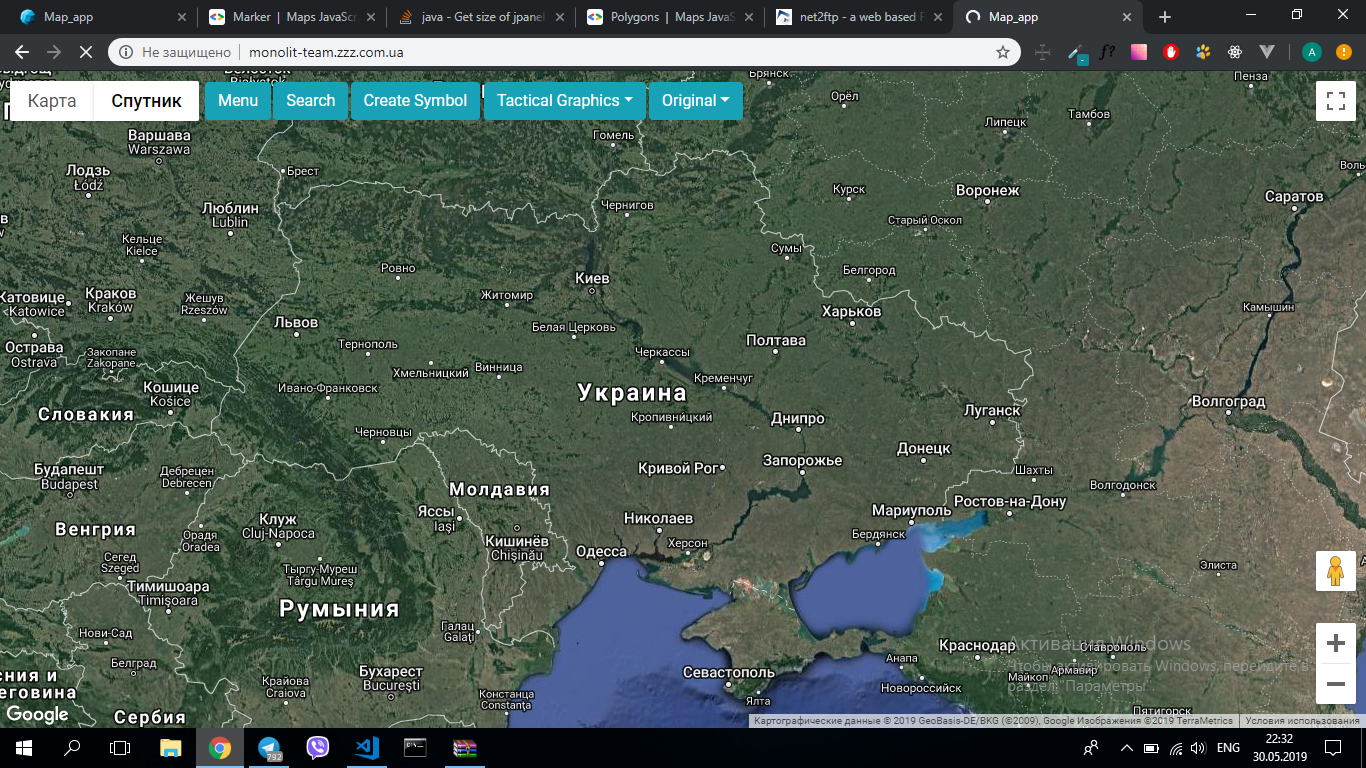 Map_app
Marker | Maps JavaScr
java - Get size of jpanel
Polygons | Maps JavaS
net2ftp - a web based F
Map_app
Не защищено
monolit-team.zzz.com.ua
f?
A
Карта
Спутник
Menu
Search
Create Symbol
Tactical Graphics
Original
Брянск
Орёл
Пенза
Тамбов
Липецк
Гомель
Варшава
Warszawa
Брест
Лодзь
Łódź
Курск
Воронеж
Саратов
Люблин
Lublin
Чернигов
Старый Оскол
Кельце
Kielce
Сумы
Ровно
Белгород
Киев
Катовице
Katowice
Краков
Kraków
Жешув
Rzeszów
Житомир
Камышин
Харьков
Львов
Белая Церковь
Острава
Ostrava
Закопане
Zakopane
Тернополь
Полтава
Черкассы
Хмельницкий
Винница
Кременчуг
Кошице
Košice
Ивано-Франковск
Украина
Волгоград
Словакия
Кропивни́цкий
Днипро
Луганск
Черновцы
Донецк
Будапешт
Budapest
Дебрецен
Debrecen
Кривой Рог
Запорожье
Шахты
Молдавия
Волгодонск
Ростов-на-Дону
Яссы
Iași
Мариуполь
Венгрия
Клуж
Cluj-Napoca
Николаев
Орадя
Oradea
Кишинёв
Chișinău
Бердянск
Одесса
Херсон
Сегед
Szeged
Элиста
Тыргу-Муреш
Târgu Mureș
Тимишоара
Timișoara
Румыния
Галац
Galați
Нови-Сад
Краснодар
Активация Windows
Ставрополь
Чтобы активировать Windows, перейдите в
раздел "Параметры".
Анапа
Армавир
Майкоп
Белград
Бухарест
București
Севастополь
Новороссийск
Крайова
Craiova
Констанца
Constanța
Ялта
Пятигорск
Сербия
Google
Картографические данные © 2019 GeoBasis-DE/BKG (©2009), Google Изображения ©2019 TerraMetrics
Условия использования
792
ENG
22:32
30.05.2019